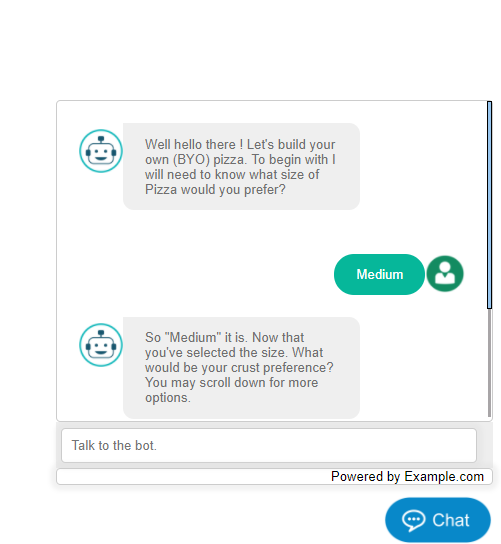 Well hello there ! Let's build your
own (BYO) pizza. To begin with I
will need to know what size of
Pizza would you prefer?
Medium
So "Medium" it is. Now that
you've selected the size. What
would be your crust preference?
You may scroll down for more
options.
Talk to the bot.
Powered by Example.com
Chat